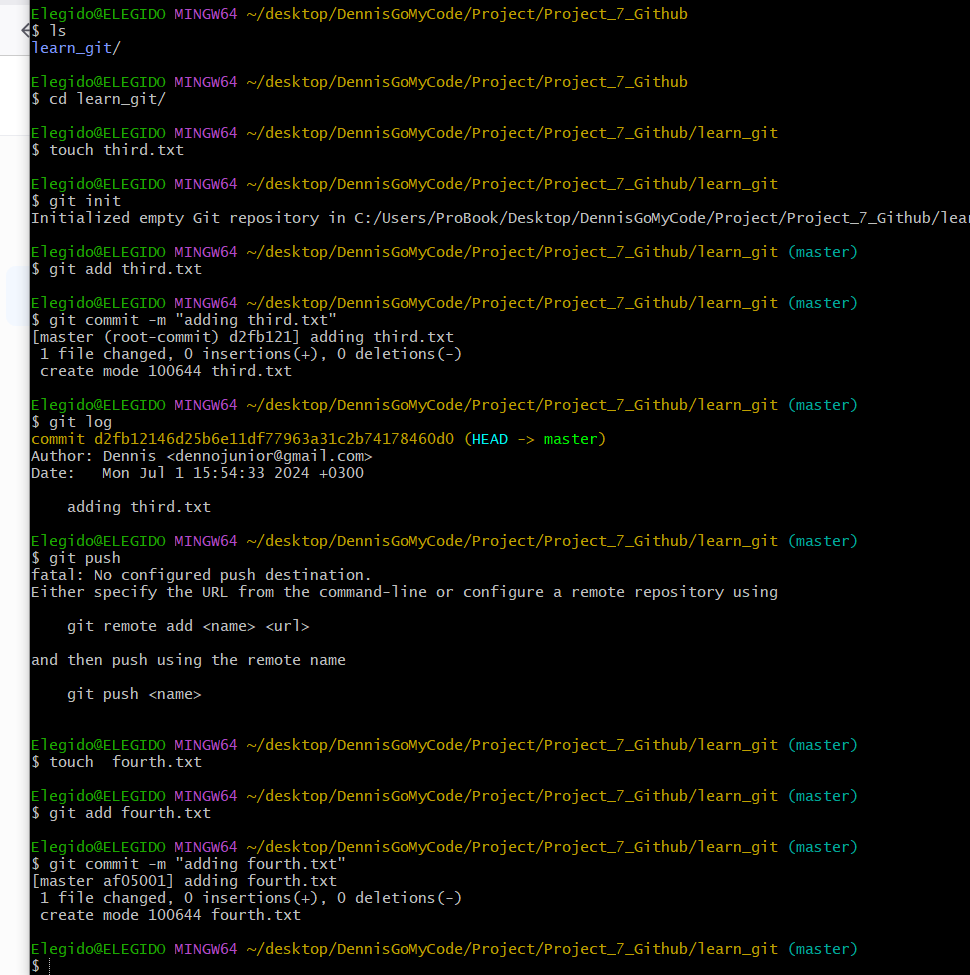 Elegido@ELEGIDO MINGW64 ~/desktop/DennisGoMyCode/Project/Project_7_Github
$ ls
learn_git/
Elegido@ELEGIDO MINGW64 ~/desktop/DennisGoMyCode/Project/Project_7_Github
$ cd learn_git/
Elegido@ELEGIDO MINGW64 ~/desktop/DennisGoMyCode/Project/Project_7_Github/learn_git
$ touch third.txt
Elegido@ELEGIDO MINGW64 ~/desktop/DennisGoMyCode/Project/Project_7_Github/learn_git
$ git init
Initialized empty Git repository in C:/Users/ProBook/Desktop/DennisGoMyCode/Project/Project_7_Github/lear
Elegido@ELEGIDO MINGW64 ~/desktop/DennisGoMyCode/Project/Project_7_Github/learn_git (master)
$ git add third.txt
Elegido@ELEGIDO MINGW64 ~/desktop/DennisGoMyCode/Project/Project_7_Github/learn_git (master)
$ git commit -m "adding third.txt"
[master (root-commit) d2fb121] adding third.txt
 1 file changed, 0 insertions(+), 0 deletions(-)
 create mode 100644 third.txt
Elegido@ELEGIDO MINGW64 ~/desktop/DennisGoMyCode/Project/Project_7_Github/learn_git (master)
$ git log
commit d2fb12146d25b6e11df77963a31c2b74178460d0 (HEAD -> master)
Author: Dennis <dennojunior@gmail.com>
Date:   Mon Jul 1 15:54:33 2024 +0300
    adding third.txt
Elegido@ELEGIDO MINGW64 ~/desktop/DennisGoMyCode/Project/Project_7_Github/learn_git (master)
$ git push
fatal: No configured push destination.
Either specify the URL from the command-line or configure a remote repository using
    git remote add <name> <url>
and then push using the remote name
    git push <name>
Elegido@ELEGIDO MINGW64 ~/desktop/DennisGoMyCode/Project/Project_7_Github/learn_git (master)
$ touch  fourth.txt
Elegido@ELEGIDO MINGW64 ~/desktop/DennisGoMyCode/Project/Project_7_Github/learn_git (master)
$ git add fourth.txt
Elegido@ELEGIDO MINGW64 ~/desktop/DennisGoMyCode/Project/Project_7_Github/learn_git (master)
$ git commit -m "adding fourth.txt"
[master af05001] adding fourth.txt
 1 file changed, 0 insertions(+), 0 deletions(-)
 create mode 100644 fourth.txt
Elegido@ELEGIDO MINGW64 ~/desktop/DennisGoMyCode/Project/Project_7_Github/learn_git (master)
$